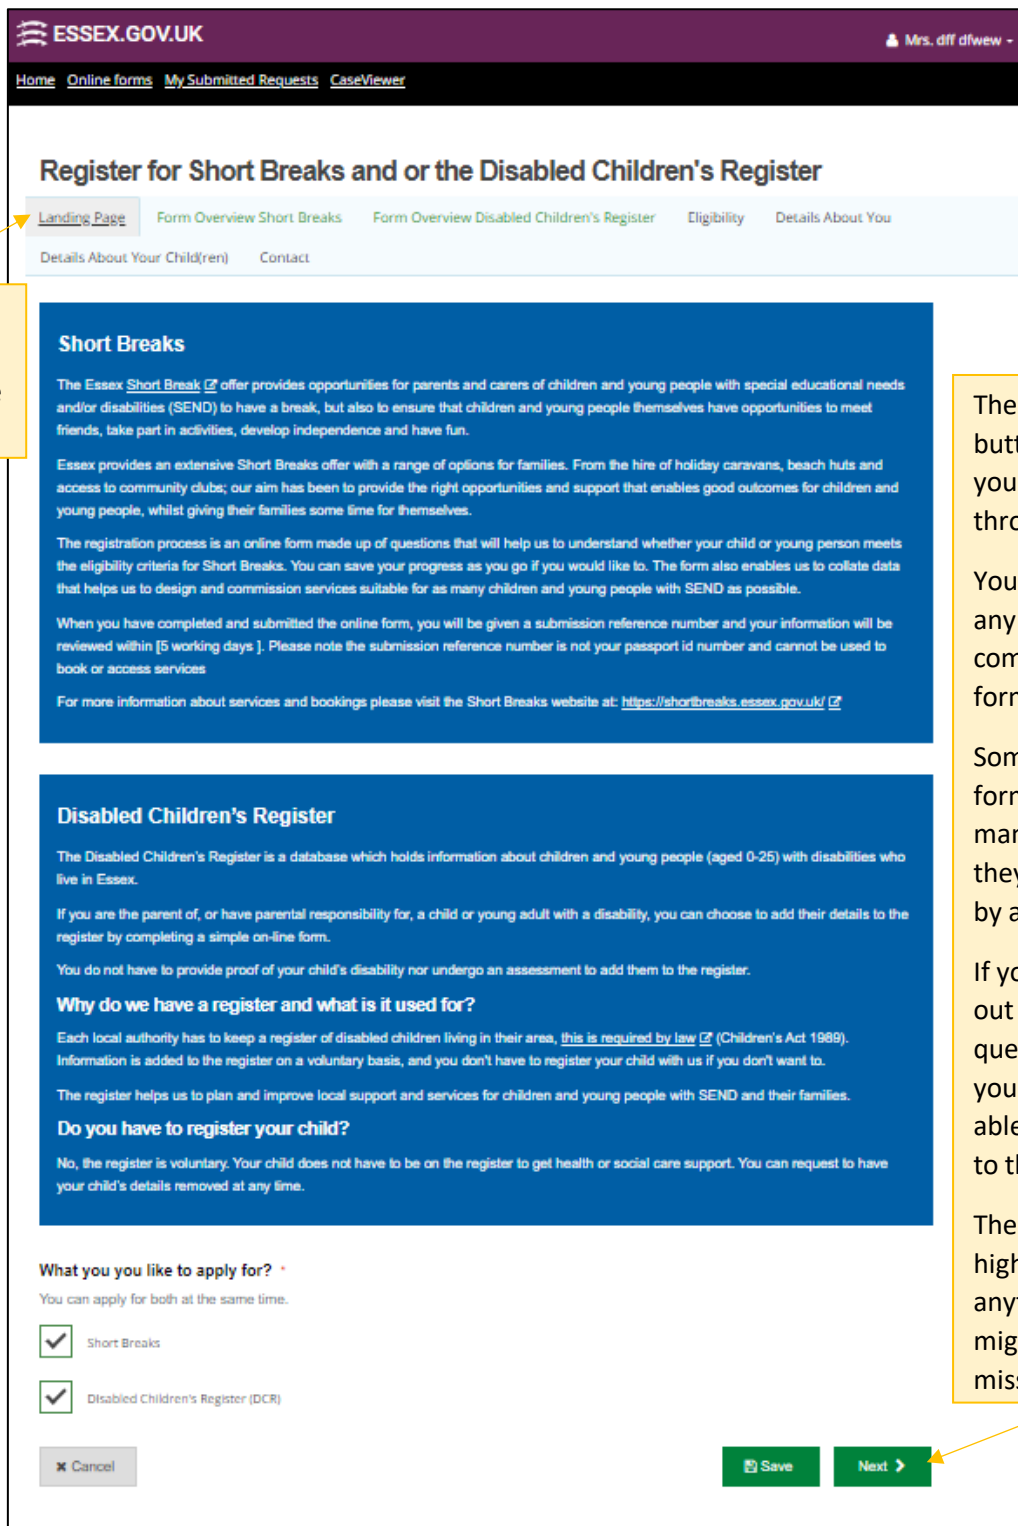 ESSEX.GOV.UK
Mrs. dff dfwew
Home Online forms My Submitted Requests CaseViewer
Register for Short Breaks and or the Disabled Children's Register
Landing Page Form Overview Short Breaks Form Overview Disabled Children's Register Eligibility Details About You
Details About Your Child(ren) Contact
Short Breaks
The Essex Short Break offer provides opportunities for parents and carers of children and young people with special educational needs
and/or disabilities (SEND) to have a break, but also to ensure that children and young people themselves have opportunities to meet
friends, take part in activities, develop independence and have fun.
Essex provides an extensive Short Breaks offer with a range of options for families. From the hire of holiday caravans, beach huts and
access to community clubs; our aim has been to provide the right opportunities and support that enables good outcomes for children and
young people, whilst giving their families some time for themselves.
The registration process is an online form made up of questions that will help us to understand whether your child or young person meets
the eligibility criteria for Short Breaks. You can save your progress as you go if you would like to. The form also enables us to collate data
that helps us to design and commission services suitable for as many children and young people with SEND as possible.
When you have completed and submitted the online form, you will be given a submission reference number and your information will be
reviewed within [5 working days ]. Please note the submission reference number is not your passport id number and cannot be used to
book or access services
For more information about services and bookings please visit the Short Breaks website at: https://shortbreaks.essex.gov.uk/
Disabled Children's Register
The Disabled Children's Register is a database which holds information about children and young people (aged 0-25) with disabilities who
live in Essex.
If you are the parent of, or have parental responsibility for, a child or young adult with a disability, you can choose to add their details to the
register by completing a simple on-line form.
You do not have to provide proof of your child's disability nor undergo an assessment to add them to the register.
Why do we have a register and what is it used for?
Each local authority has to keep a register of disabled children living in their area, this is required by law (Children's Act 1989).
Information is added to the register on a voluntary basis, and you don't have to register your child with us if you don't want to.
The register helps us to plan and improve local support and services for children and young people with SEND and their families.
Do you have to register your child?
No, the register is voluntary. Your child does not have to be on the register to get health or social care support. You can request to have
your child's details removed at any time.
What you you like to apply for? *
You can apply for both at the same time.
Short Breaks
Disabled Children's Register (DCR)
Cancel
Save
Next
The
you
You
any
If yo
out
you
to